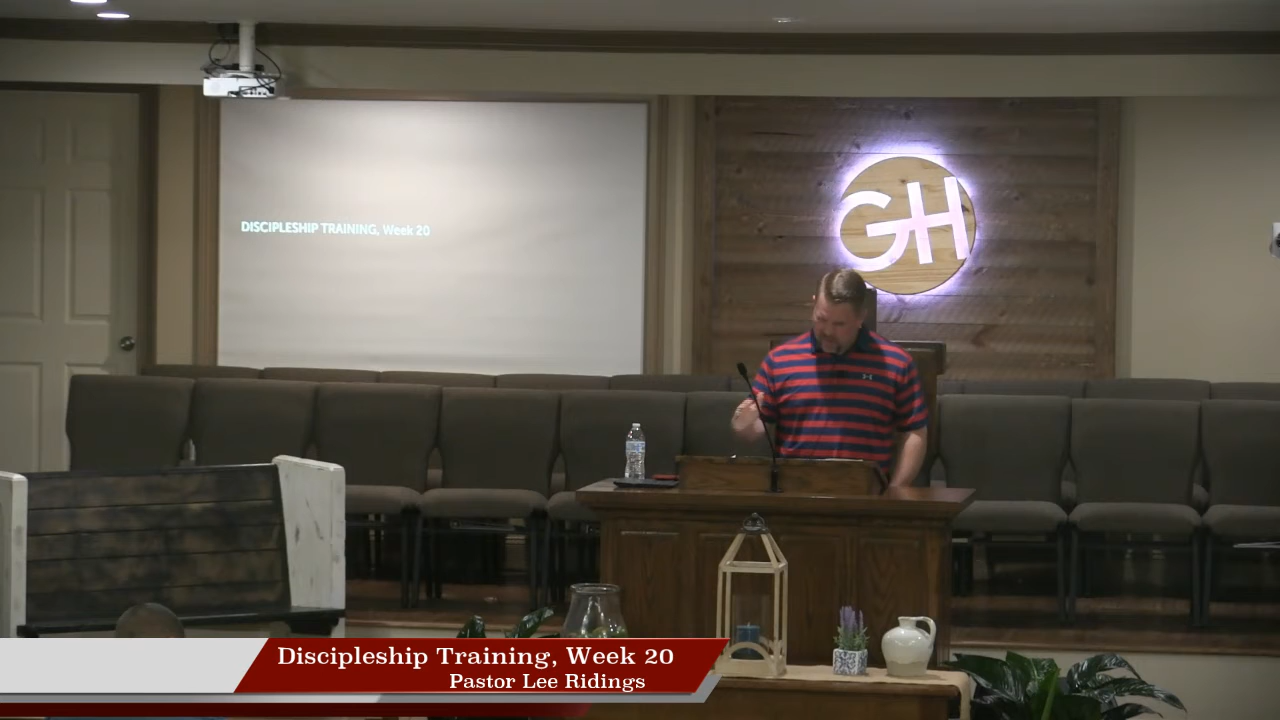 GH
DISCIPLESHIP TRAINING, Week 20
Discipleship Training, Week 20
Pastor Lee Ridings